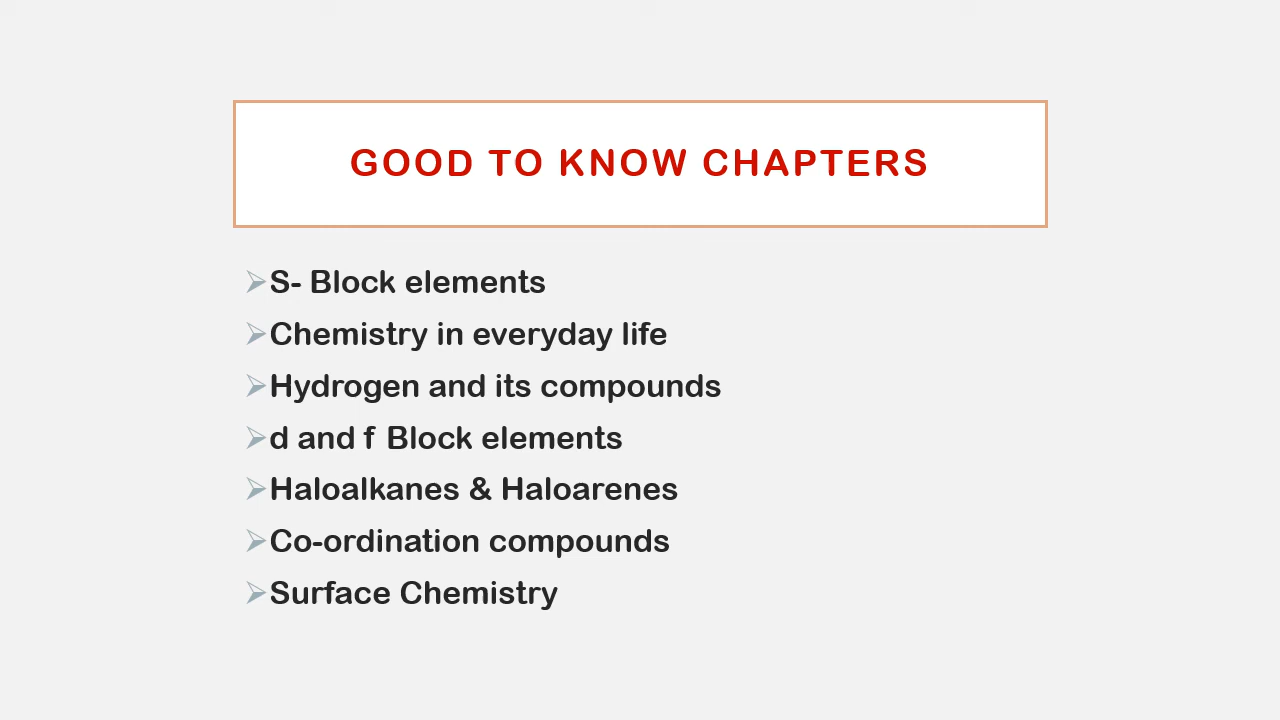 GOOD TO KNOW CHAPTERS
S- Block elements
Chemistry in everyday life
Hydrogen and its compounds
d and f Block elements
Haloalkanes & Haloarenes
Co-ordination compounds
Surface Chemistry